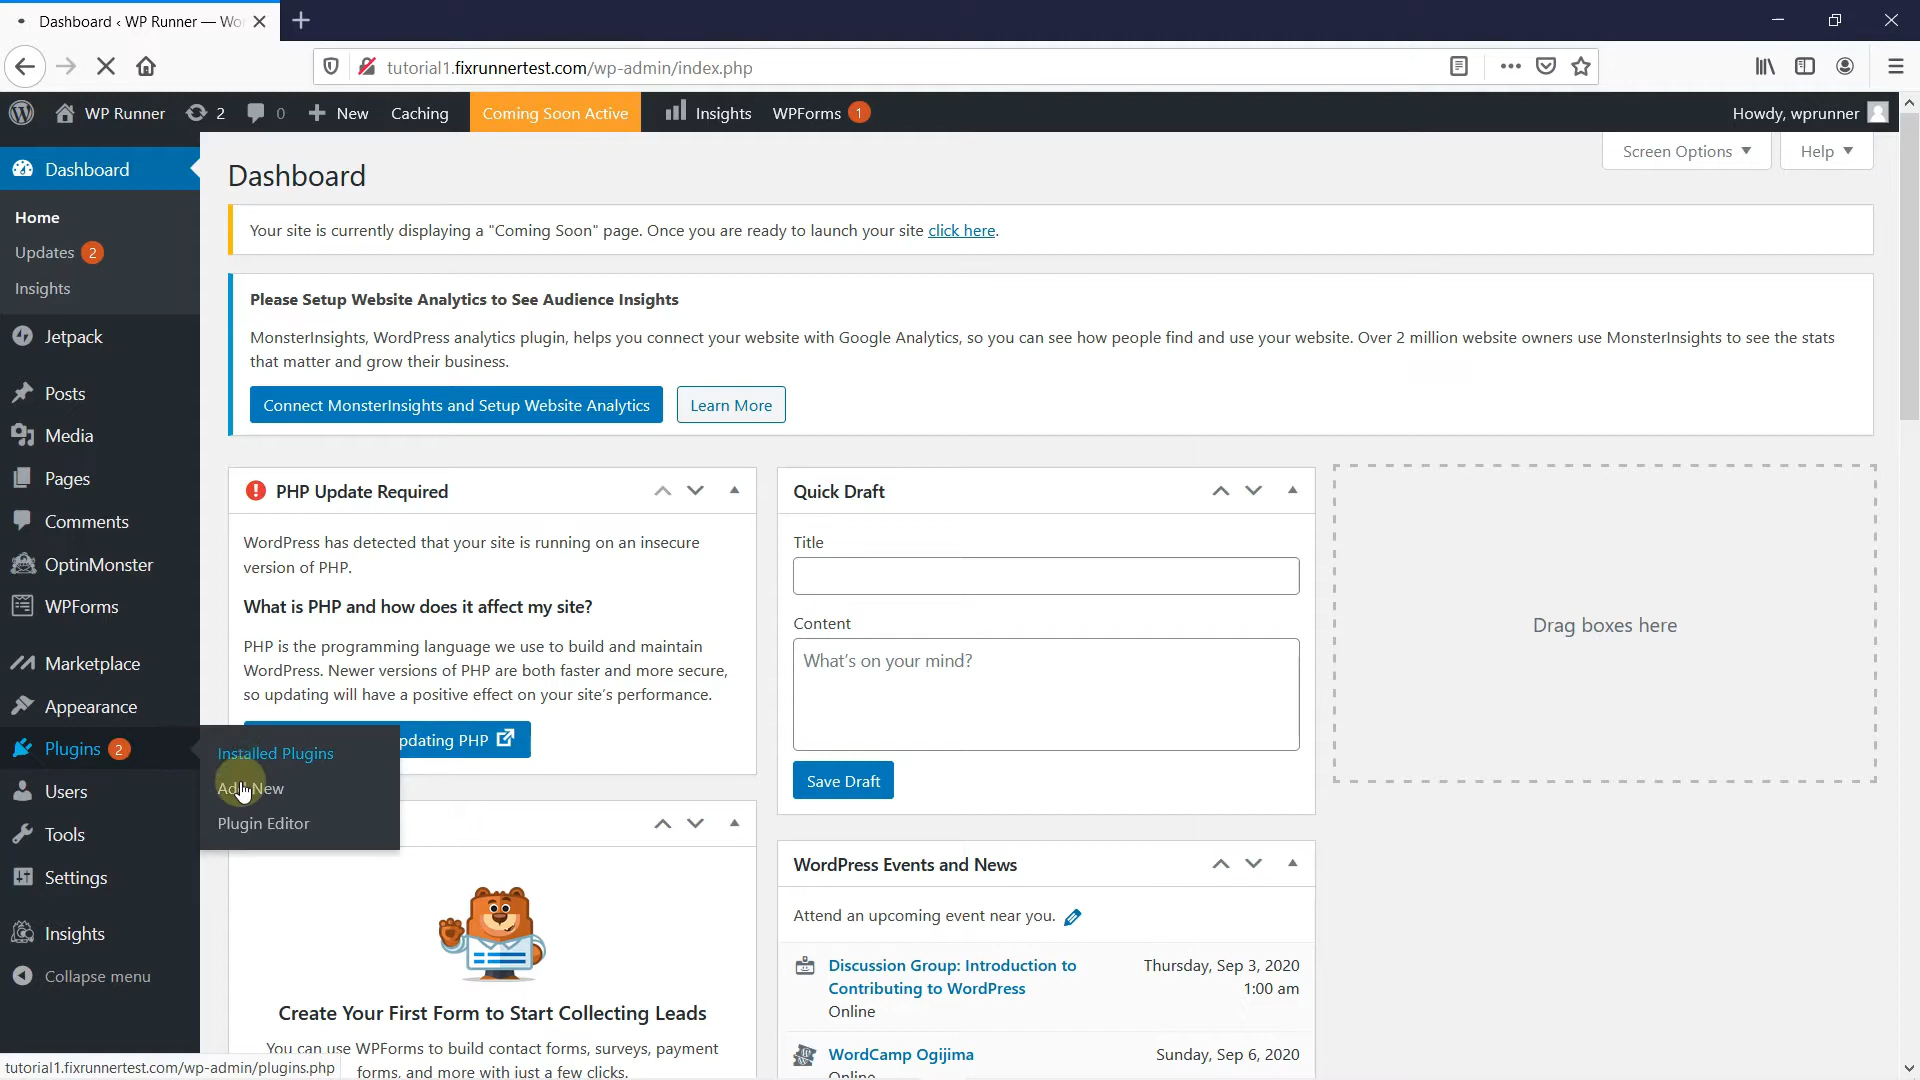 Dashboard ‹ WP Runner — Wo
tutorial1.fixrunnertest.com/wp-admin/index.php
WP Runner 2 0 New Caching Coming Soon Active Insights WPForms 1 Howdy, wprunner
Screen Options Help
Dashboard
Home
Updates 2
Insights
Jetpack
Posts
Media
Pages
Comments
OptinMonster
WPForms
Marketplace
Appearance
Plugins 2
Users
Tools
Settings
Insights
Collapse menu
Installed Plugins
Add New
Plugin Editor
Dashboard
Your site is currently displaying a "Coming Soon" page. Once you are ready to launch your site click here.
Please Setup Website Analytics to See Audience Insights
MonsterInsights, WordPress analytics plugin, helps you connect your website with Google Analytics, so you can see how people find and use your website. Over 2 million website owners use MonsterInsights to see the stats
that matter and grow their business.
Connect MonsterInsights and Setup Website Analytics Learn More
PHP Update Required
WordPress has detected that your site is running on an insecure
version of PHP.
What is PHP and how does it affect my site?
PHP is the programming language we use to build and maintain
WordPress. Newer versions of PHP are both faster and more secure,
so updating will have a positive effect on your site's performance.
pdating PHP
Create Your First Form to Start Collecting Leads
You can use WPForms to build contact forms, surveys, payment
forms, and more with just a few clicks.
Quick Draft
Title
Content
What's on your mind?
Save Draft
WordPress Events and News
Attend an upcoming event near you.
Discussion Group: Introduction to Thursday, Sep 3, 2020
Contributing to WordPress 1:00 am
Online
WordCamp Ogijima Sunday, Sep 6, 2020
Online
Drag boxes here
tutorial1.fixrunnertest.com/wp-admin/plugins.php